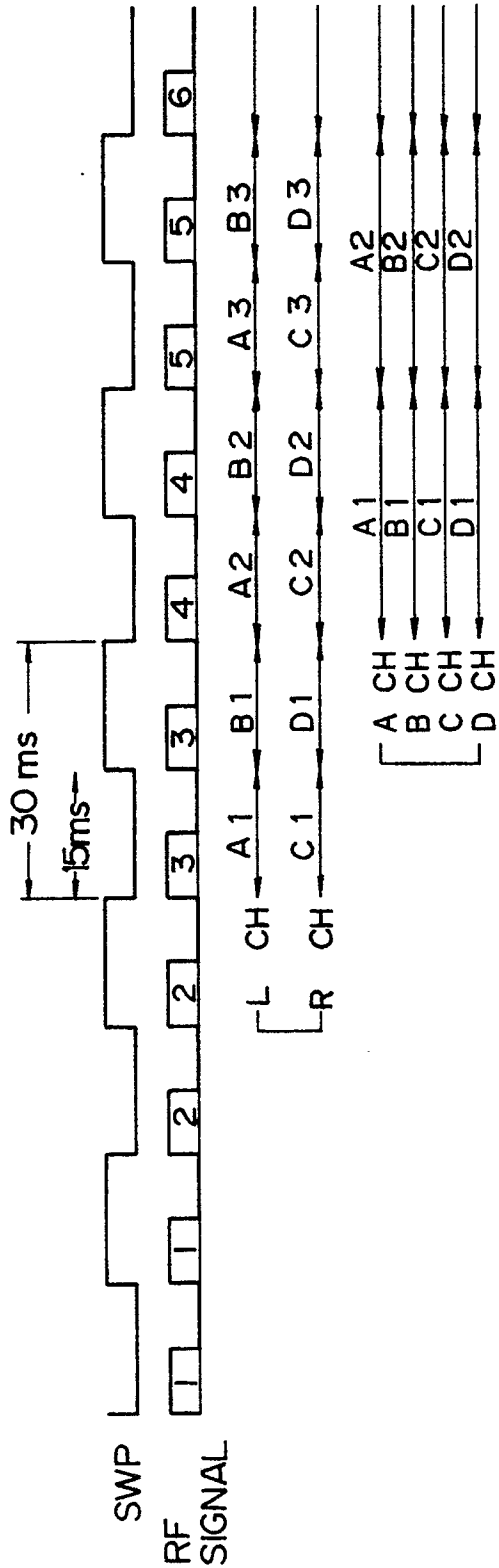 30 ms
15ms
SWP
RF SIGNAL
1 1 2 2 3 3 4 4 5 5 6
L CH A1 B1 A2 B2 A3 B3
R CH C1 D1 C2 D2 C3 D3
A CH A1 A2
B CH B1 B2
C CH C1 C2
D CH D1 D2